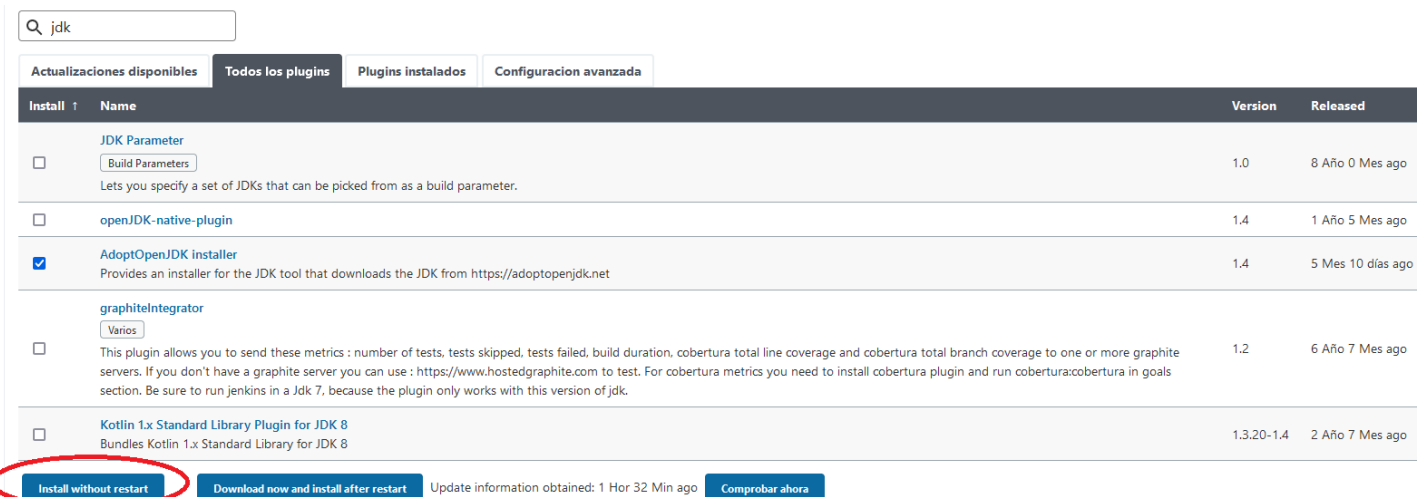 jdk
Actualizaciones disponibles Todos los plugins Plugins instalados Configuracion avanzada
Install ↑ Name Version Released
JDK Parameter
Build Parameters
Lets you specify a set of JDKs that can be picked from as a build parameter.
1.0 8 Año 0 Mes ago
openJDK-native-plugin 1.4 1 Año 5 Mes ago
AdoptOpenJDK installer
Provides an installer for the JDK tool that downloads the JDK from https://adoptopenjdk.net
1.4 5 Mes 10 días ago
graphiteIntegrator
Varios
This plugin allows you to send these metrics : number of tests, tests skipped, tests failed, build duration, cobertura total line coverage and cobertura total branch coverage to one or more graphite
servers. If you don't have a graphite server you can use : https://www.hostedgraphite.com to test. For cobertura metrics you need to install cobertura plugin and run cobertura:cobertura in goals
section. Be sure to run jenkins in a Jdk 7, because the plugin only works with this version of jdk.
1.2 6 Año 7 Mes ago
Kotlin 1.x Standard Library Plugin for JDK 8
Bundles Kotlin 1.x Standard Library for JDK 8
1.3.20-1.4 2 Año 7 Mes ago
Install without restart Download now and install after restart Update information obtained: 1 Hor 32 Min ago Comprobar ahora